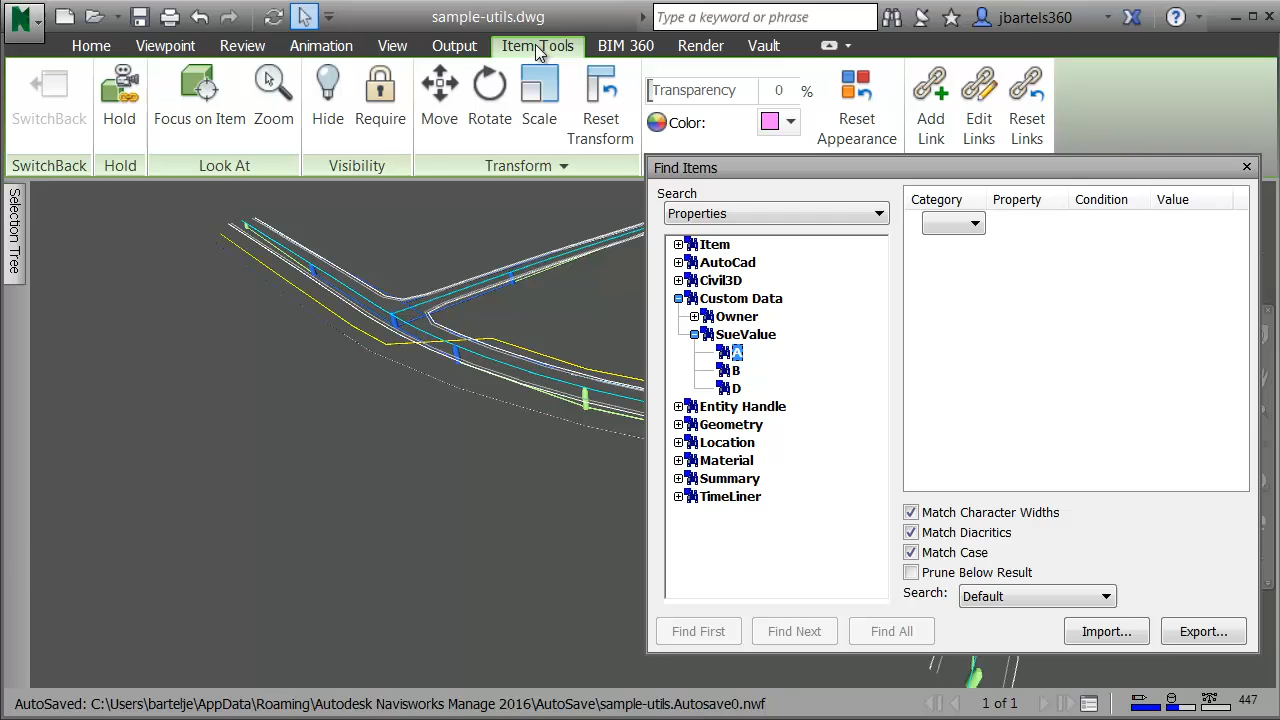 sample-utils.dwg
Type a keyword or phrase
jbartels360
Home
Viewpoint
Review
Animation
View
Output
Item Tools
BIM 360
Render
Vault
SwitchBack
Hold
Focus on Item
Zoom
Hide
Require
Move
Rotate
Scale
Reset
Transform
Transparency
0
%
Color:
Reset
Appearance
Add
Link
Edit
Links
Reset
Links
SwitchBack
Hold
Look At
Visibility
Transform
Selection Tree
Find Items
Search
Properties
Item
AutoCad
Civil3D
Custom Data
Owner
SueValue
A
B
D
Entity Handle
Geometry
Location
Material
Summary
TimeLiner
Category
Property
Condition
Value
Match Character Widths
Match Diacritics
Match Case
Prune Below Result
Search:
Default
Find First
Find Next
Find All
Import...
Export...
AutoSaved: C:\Users\bartelje\AppData\Roaming\Autodesk Navisworks Manage 2016\AutoSave\sample-utils.Autosave0.nwf
1 of 1
447